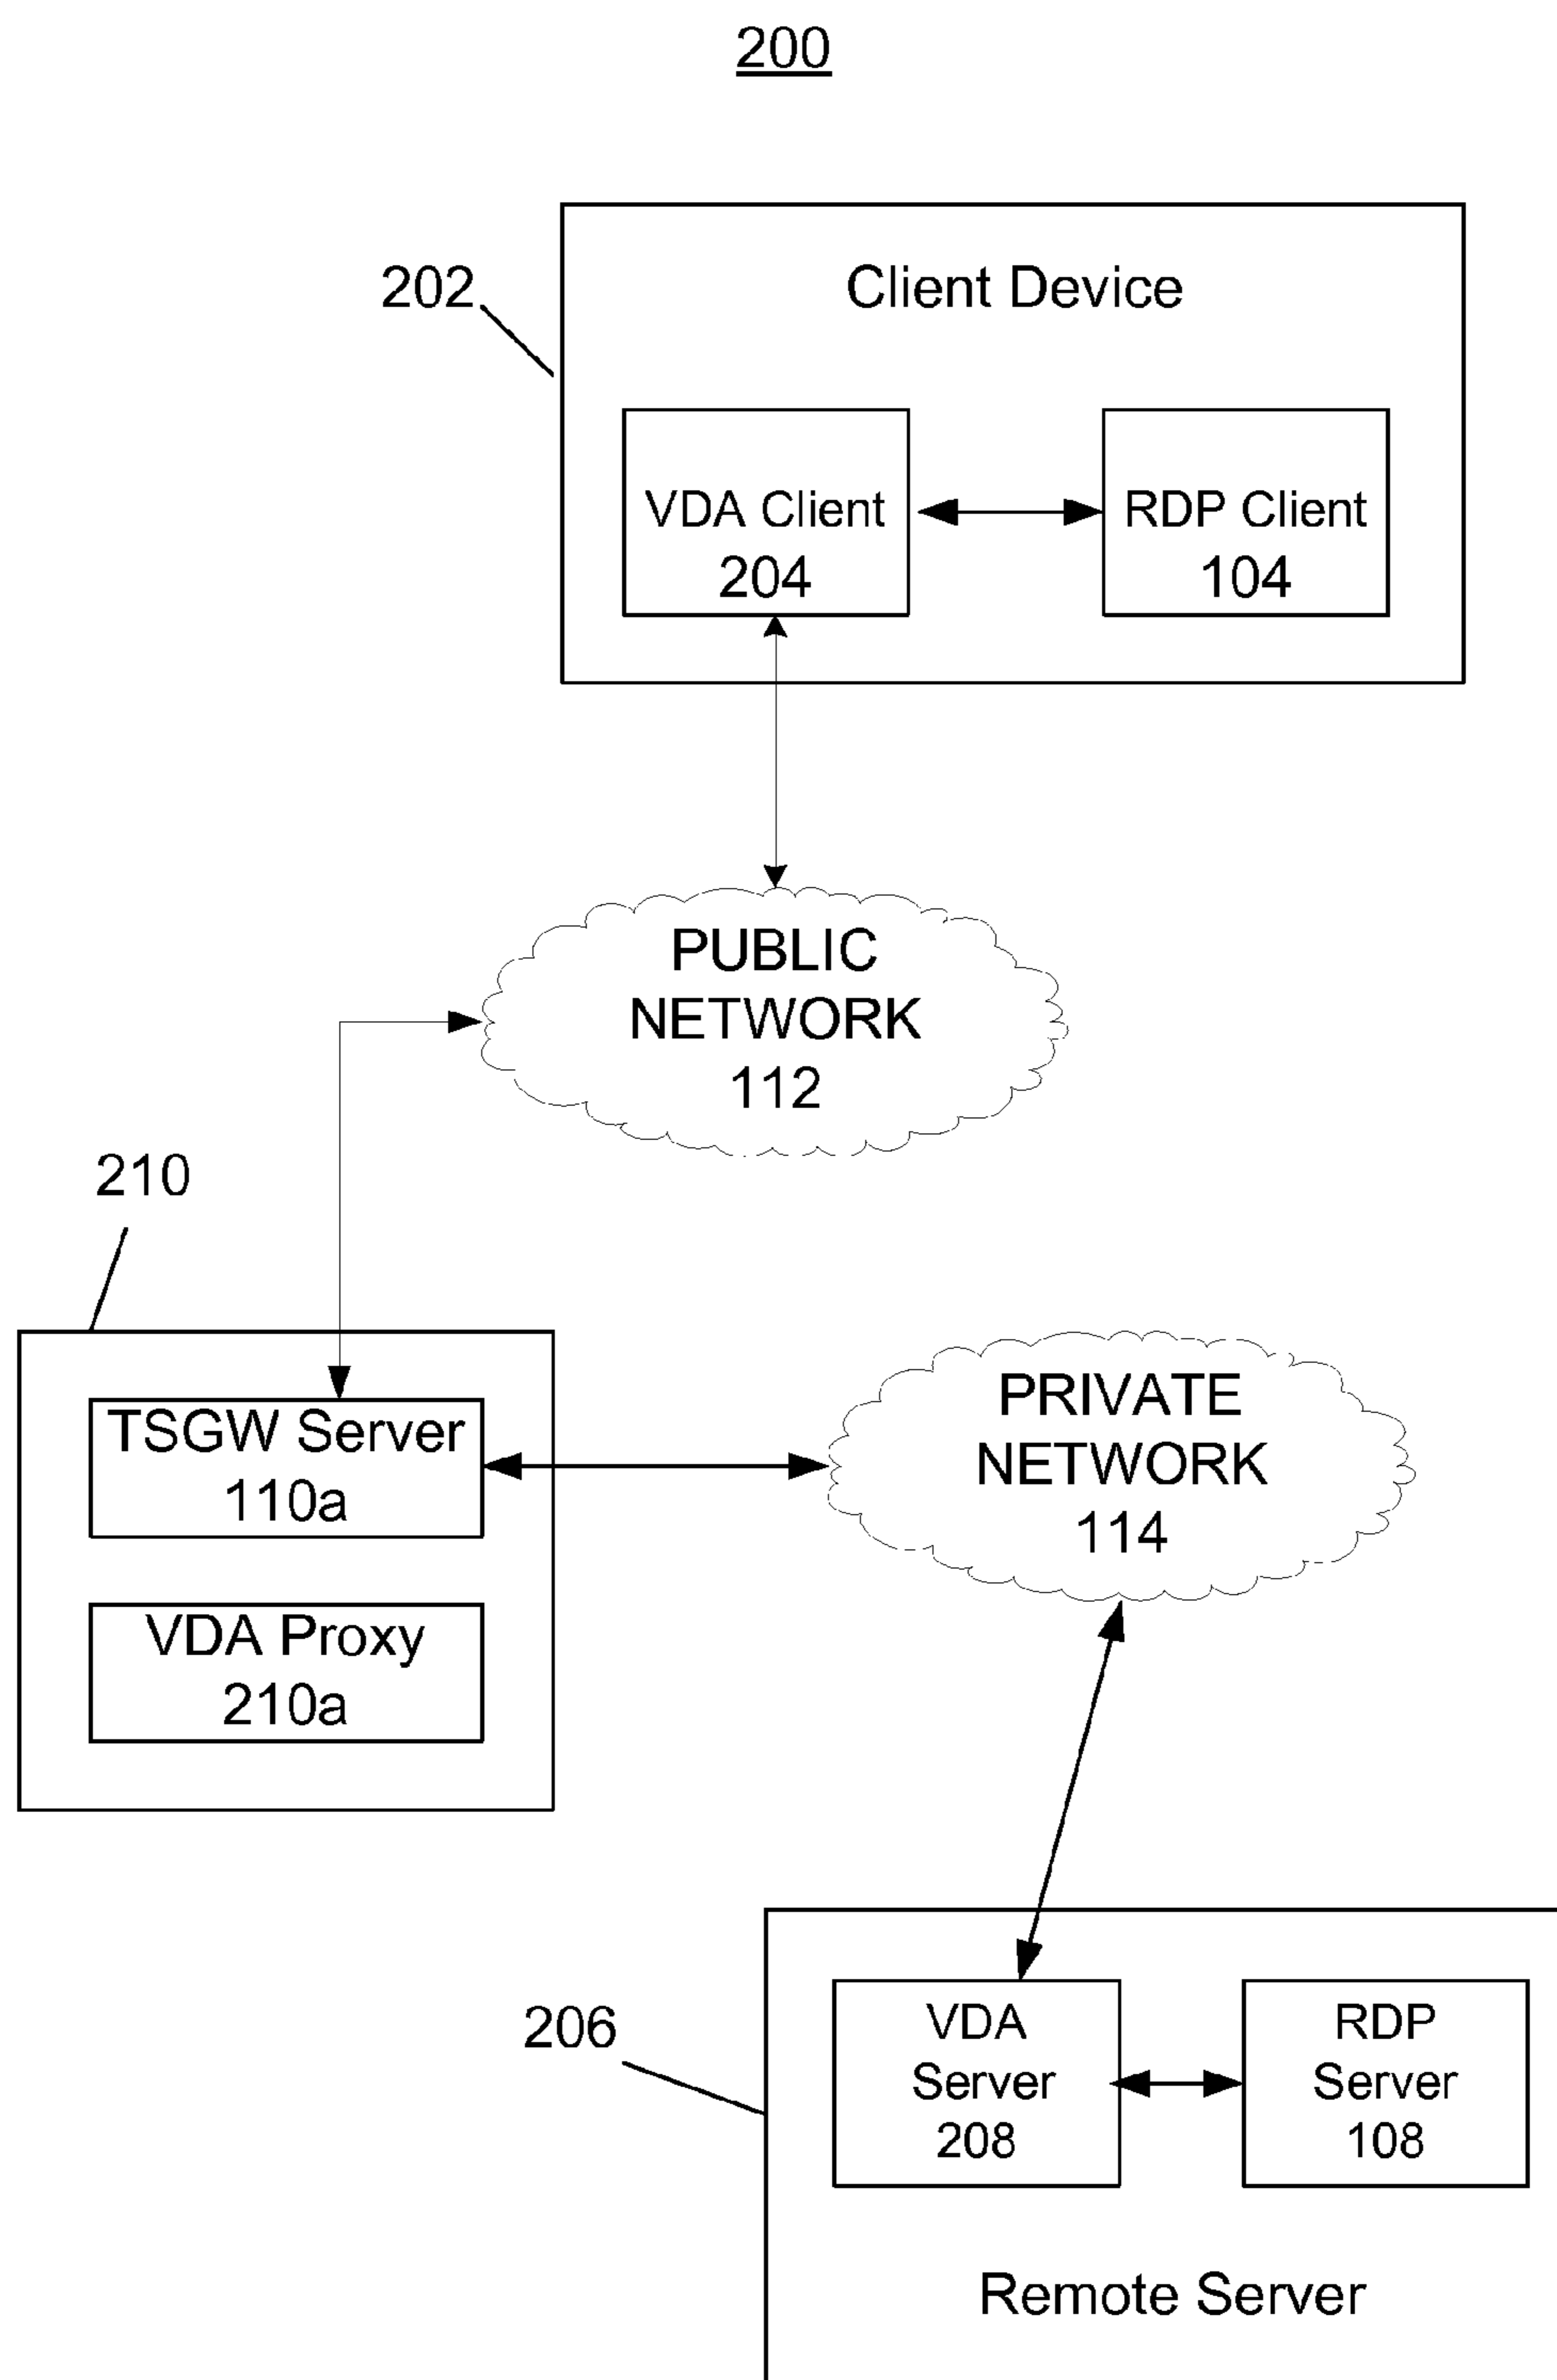 200
202
Client Device
VDA Client
204
RDP Client
104
PUBLIC
NETWORK
112
210
TSGW Server
110a
VDA Proxy
210a
PRIVATE
NETWORK
114
206
VDA
Server
208
RDP
Server
108
Remote Server